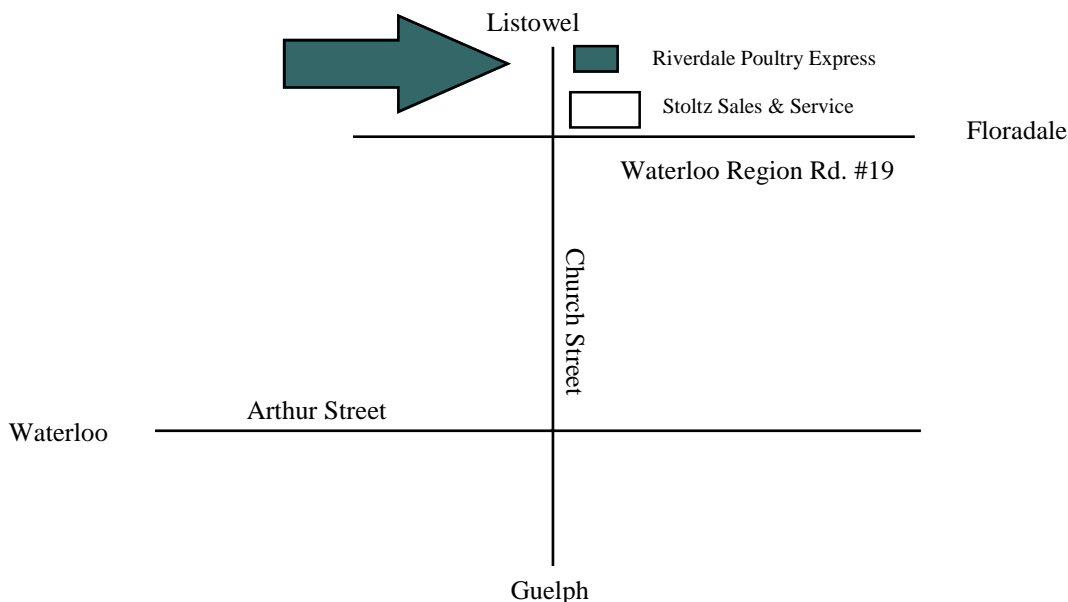 Listowel
Riverdale Poultry Express
Stoltz Sales & Service
Floradale
Waterloo Region Rd. #19
Church Street
Arthur Street
Waterloo
Guelph